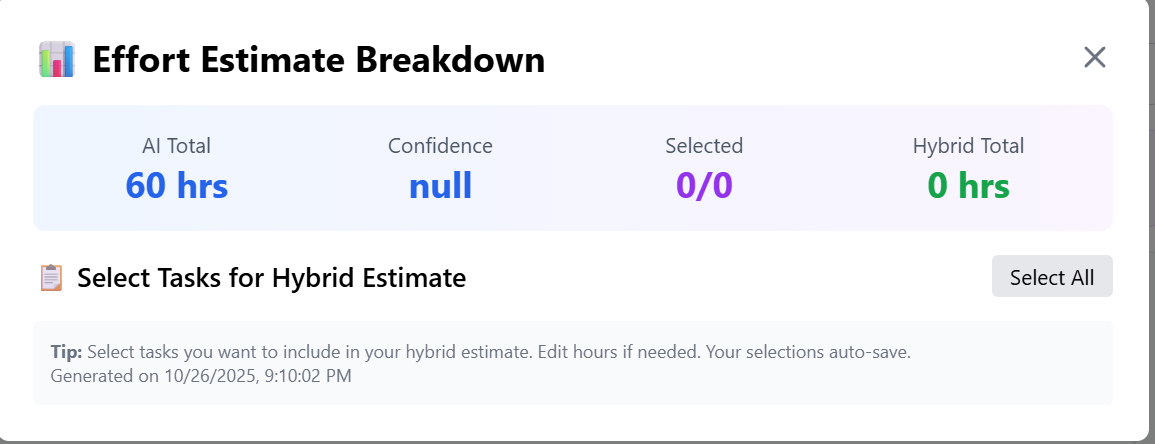 Effort Estimate Breakdown
AI Total
60 hrs
Confidence
null
Selected
0/0
Hybrid Total
0 hrs
Select Tasks for Hybrid Estimate
Select All
Tip: Select tasks you want to include in your hybrid estimate. Edit hours if needed. Your selections auto-save.
Generated on 10/26/2025, 9:10:02 PM